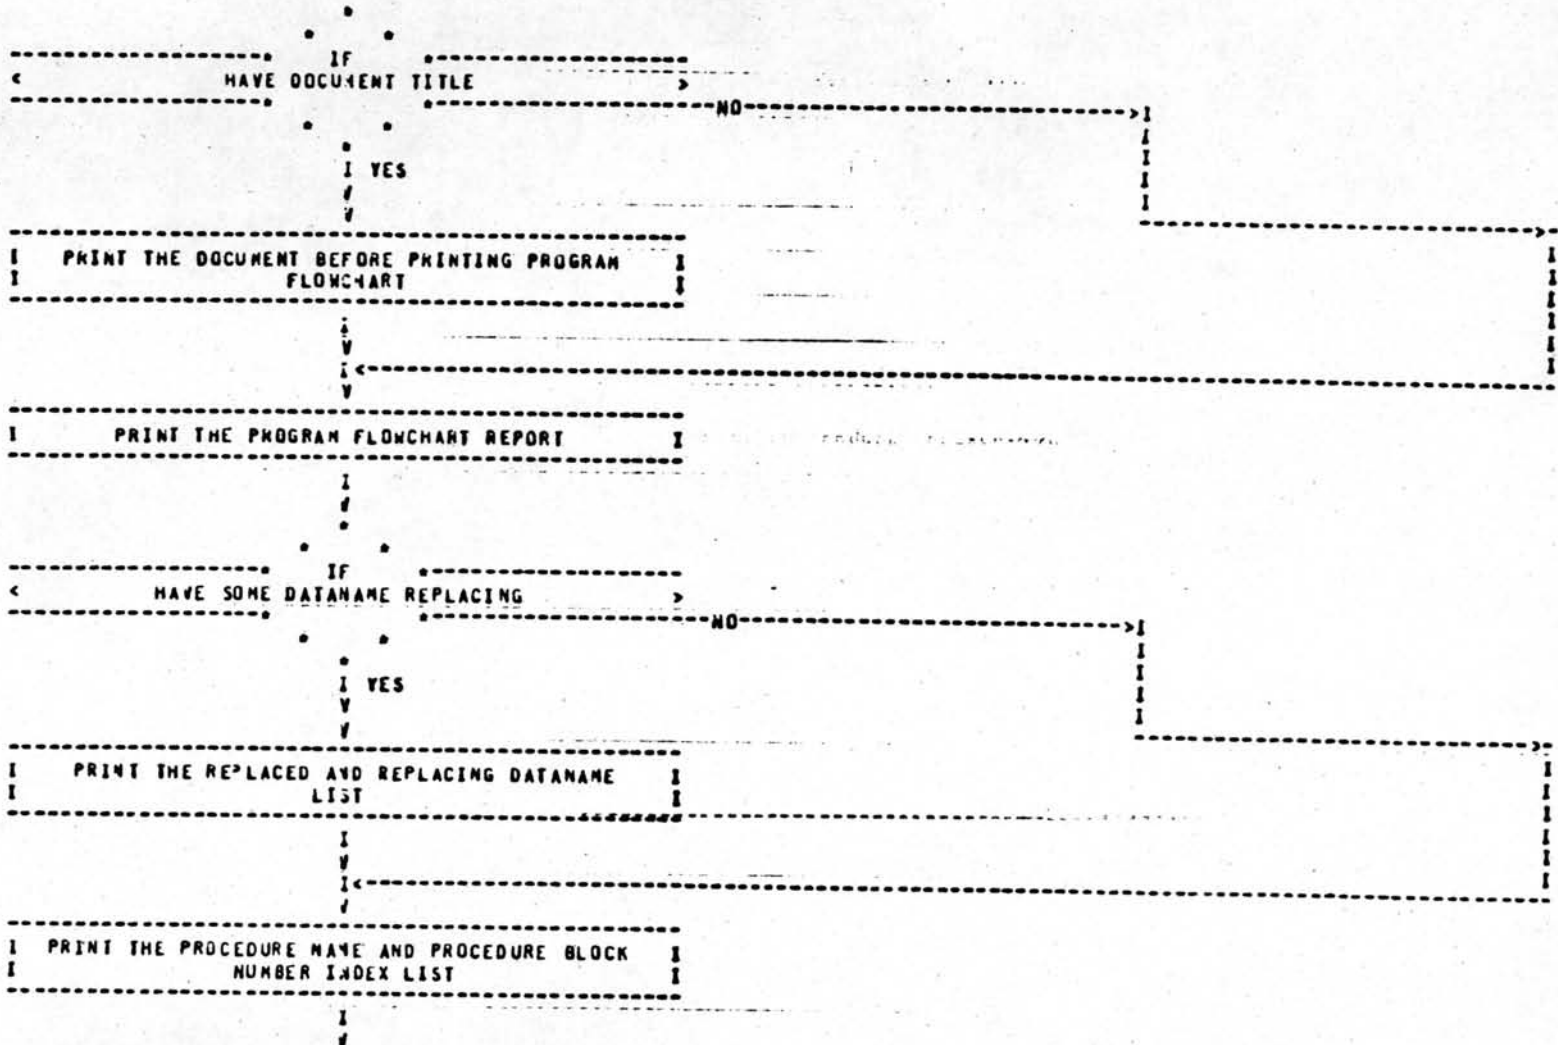 IF
HAVE DOCUMENT TITLE
NO
YES
PRINT THE DOCUMENT BEFORE PRINTING PROGRAM
FLOWCHART
PRINT THE PROGRAM FLOWCHART REPORT
IF
HAVE SOME DATANAME REPLACING
NO
YES
PRINT THE REPLACED AND REPLACING DATANAME
LIST
PRINT THE PROCEDURE NAME AND PROCEDURE BLOCK
NUMBER INDEX LIST